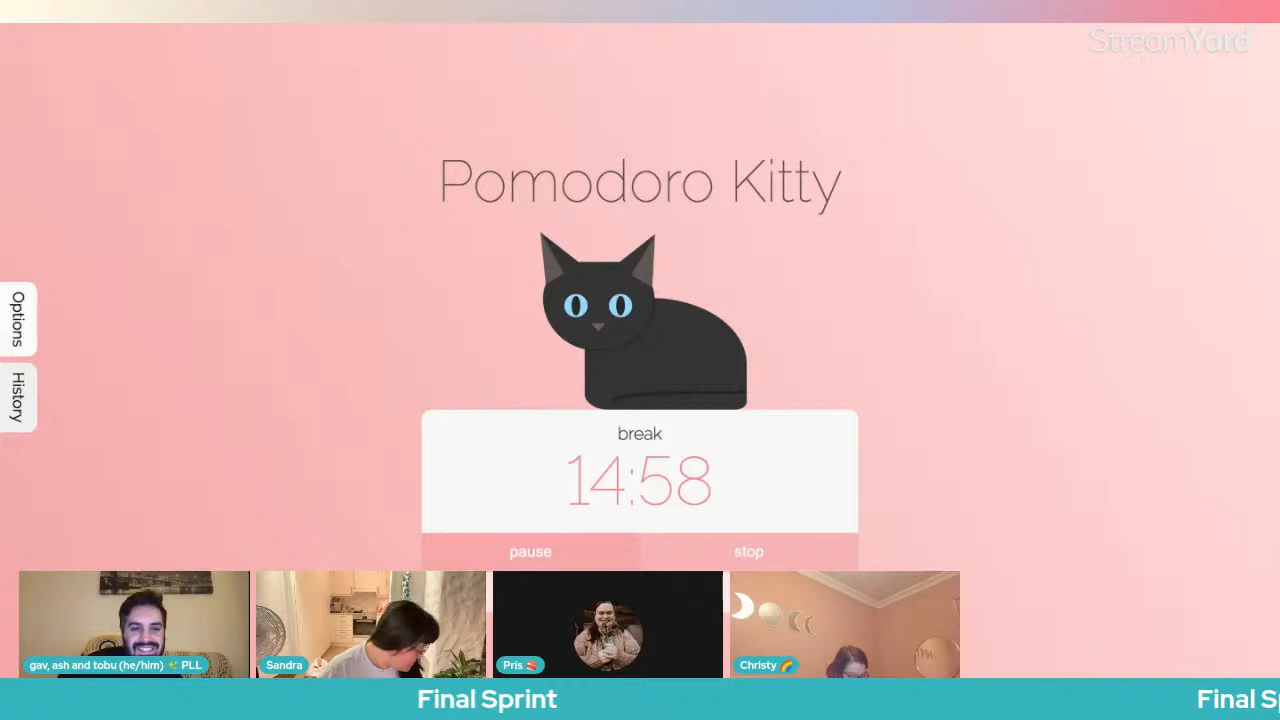 StreamYard
Pomodoro Kitty
Options
History
break
14:58
pause
stop
gav, ash and tobu (he/him) ✨ PLL
Sandra
Pris
Christy 🌈
Final Sprint
Final Sp